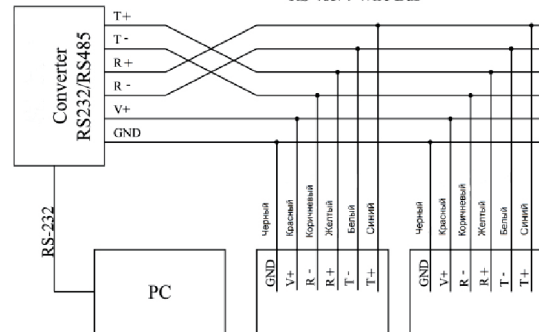 T+
T -
R +
R -
V+
GND
Converter
RS232/RS485
RS-232
PC
Черный
Красный
Коричневый
Желтый
Белый
Синий
GND
V+
R -
R+
T -
T+
Черный
Красный
Коричневый
Желтый
Белый
Синий
GND
V+
R -
R+
T -
T+